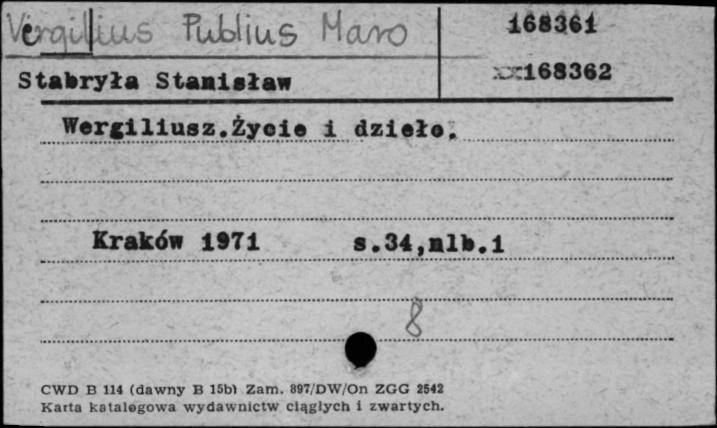 Vergilius Publius Maro
168361
Stabryła Stanisław
xx168362
Wergiliusz.Życie i dzieło.
Kraków 1971 s.34,nlb.1
8
CWD B 114 (dawny B 15b) Zam. 897/DW/On ZGG 2542
Karta katalogowa wydawnictw ciągłych i zwartych.